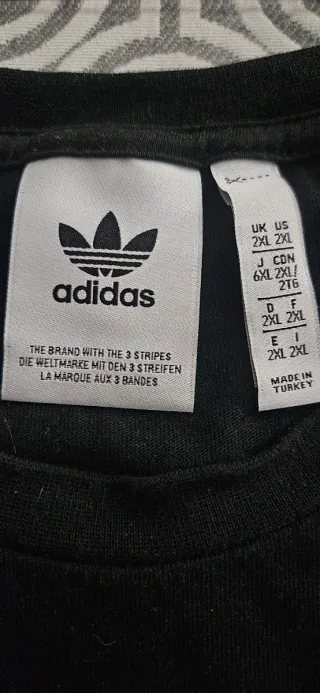 adidas
THE BRAND WITH THE 3 STRIPES
DIE WELTMARKE MIT DEN 3 STREIFEN
LA MARQUE AUX 3 BANDES
UK US
2XL 2XL
J CDN
6XL 2XL/
2TG
D F
2XL 2XL
E I
2XL 2XL
MADE IN
TURKEY